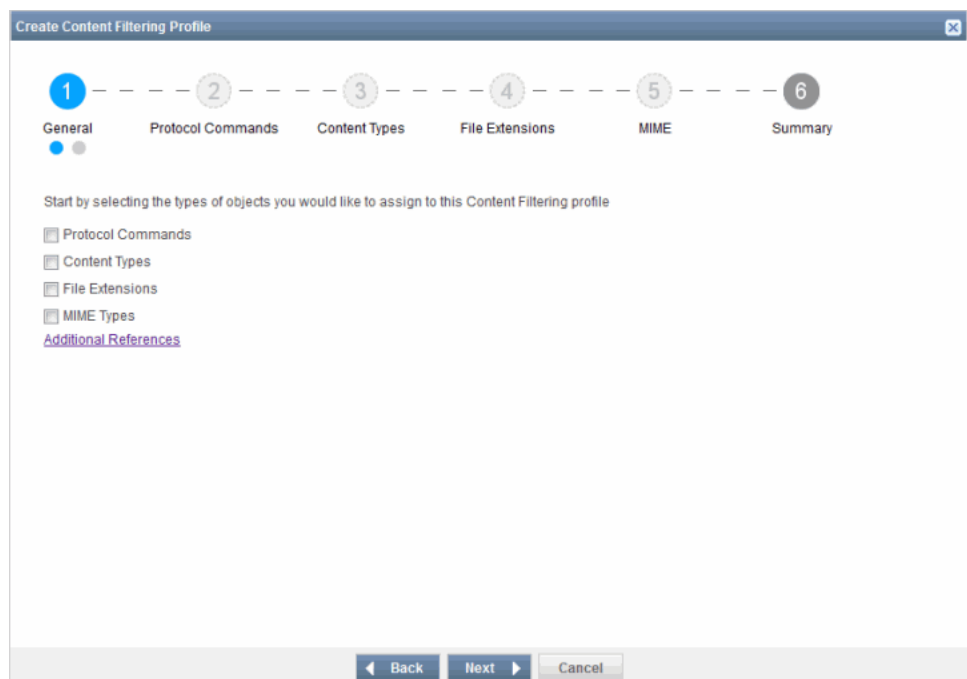 Create Content Filtering Profile
1 2 3 4 5 6
General Protocol Commands Content Types File Extensions MIME Summary
Start by selecting the types of objects you would like to assign to this Content Filtering profile
Protocol Commands
Content Types
File Extensions
MIME Types
Additional References
Back Next Cancel